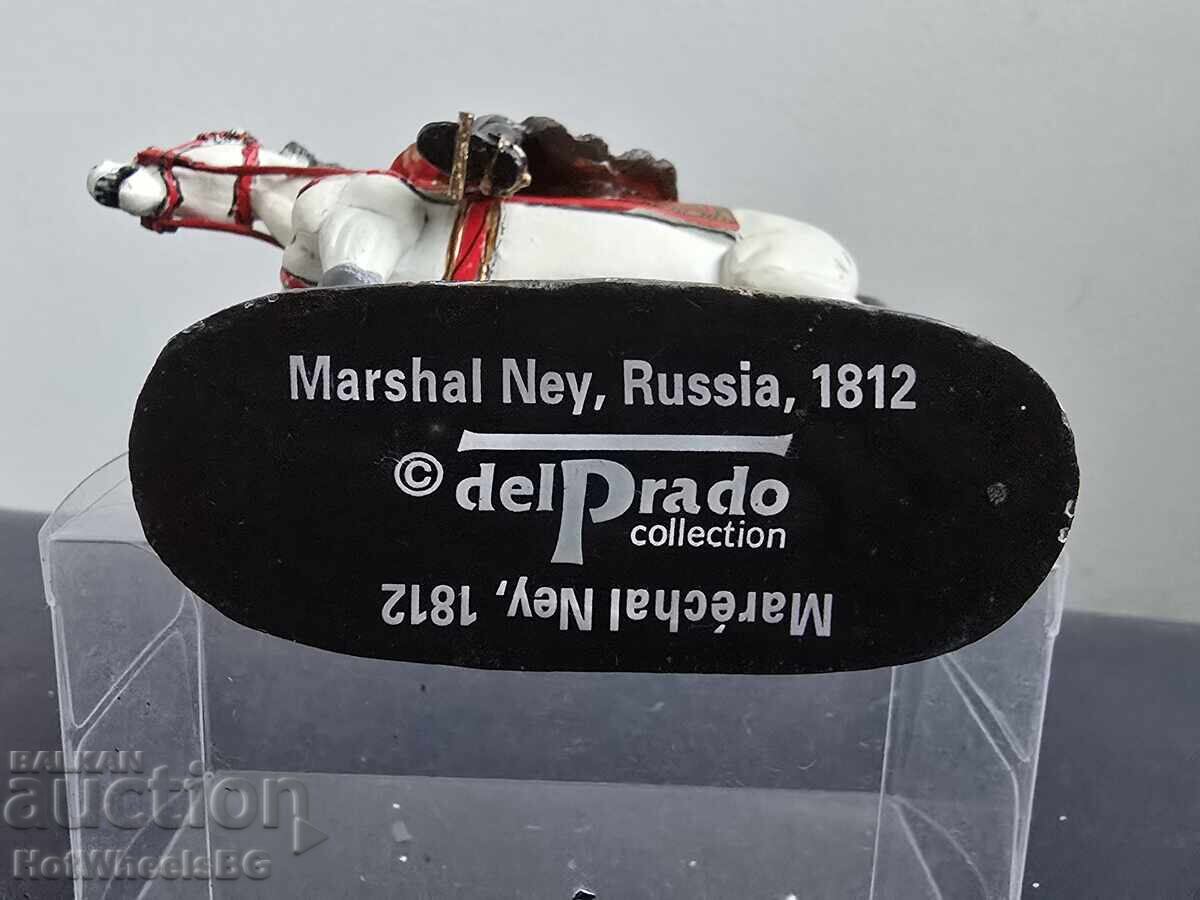 Marshal Ney, Russia, 1812
© delPrado
collection
Maréchal Ney, 1812
BALKAN
auction
HotWheelsBG